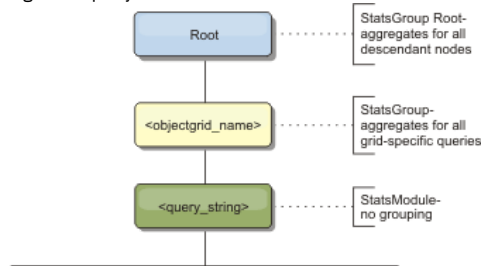 Root
StatsGroup Root-
aggregates for all
descendant nodes
<objectgrid_name>
StatsGroup-
aggregates for all
grid-specific queries
<query_string>
StatsModule-
no grouping